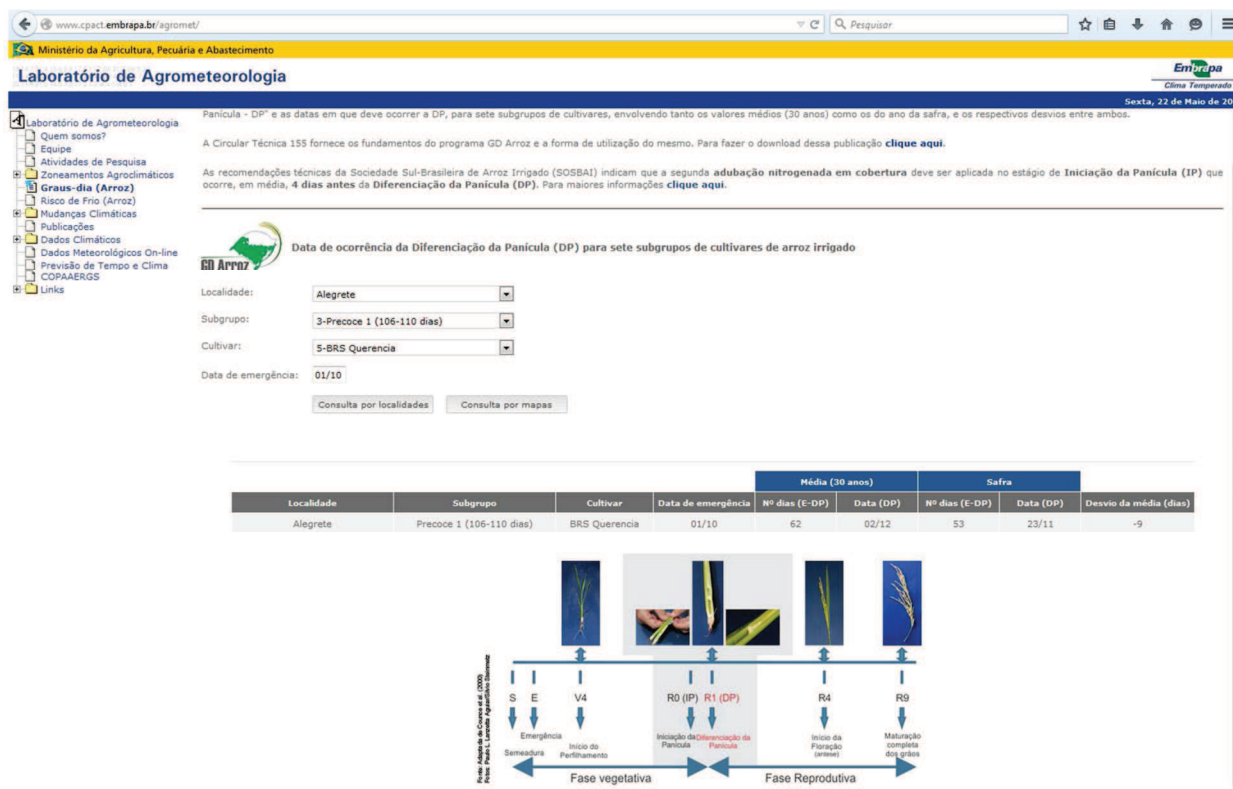 www.cpact.embrapa.br/agromet/
Pesquisar
Ministério da Agricultura, Pecuária e Abastecimento
Laboratório de Agrometeorologia
Embrapa
Clima Temperado
Sexta, 22 de Maio de 20
Laboratório de Agrometeorologia
Quem somos?
Equipe
Atividades de Pesquisa
Zoneamentos Agroclimáticos
Graus-dia (Arroz)
Risco de Frio (Arroz)
Mudanças Climáticas
Publicações
Dados Climáticos
Dados Meteorológicos On-line
Previsão de Tempo e Clima
COPAAERGS
Links
Panícula - DP" e as datas em que deve ocorrer a DP, para sete subgrupos de cultivares, envolvendo tanto os valores médios (30 anos) como os do ano da safra, e os respectivos desvios entre ambos.
A Circular Técnica 155 fornece os fundamentos do programa GD Arroz e a forma de utilização do mesmo. Para fazer o download dessa publicação clique aqui.
As recomendações técnicas da Sociedade Sul-Brasileira de Arroz Irrigado (SOSBAI) indicam que a segunda adubação nitrogenada em cobertura deve ser aplicada no estágio de Iniciação da Panícula (IP) que
ocorre, em média, 4 dias antes da Diferenciação da Panícula (DP). Para maiores informações clique aqui.
GD Arroz
Data de ocorrência da Diferenciação da Panícula (DP) para sete subgrupos de cultivares de arroz irrigado
Localidade: Alegrete
Subgrupo: 3-Precoce 1 (106-110 dias)
Cultivar: 5-BRS Querencia
Data de emergência: 01/10
Consulta por localidades Consulta por mapas
Média (30 anos) Safra
Localidade Subgrupo Cultivar Data de emergência Nº dias (E-DP) Data (DP) Nº dias (E-DP) Data (DP) Desvio da média (dias)
Alegrete Precoce 1 (106-110 dias) BRS Querencia 01/10 62 02/12 53 23/11 -9
Fonte: Adaptado de Counce et al. (2000)
Fotos: Paulo L. Lanzetta Aguiar/Silvio Steinmetz
S E V4 R0 (IP) R1 (DP) R4 R9
Semeadura
Emergência
Início do
Perfilhamento
Iniciação da
Panícula
Diferenciação da
Panícula
Início da
Floração
(antese)
Maturação
completa
dos grãos
Fase vegetativa Fase Reprodutiva